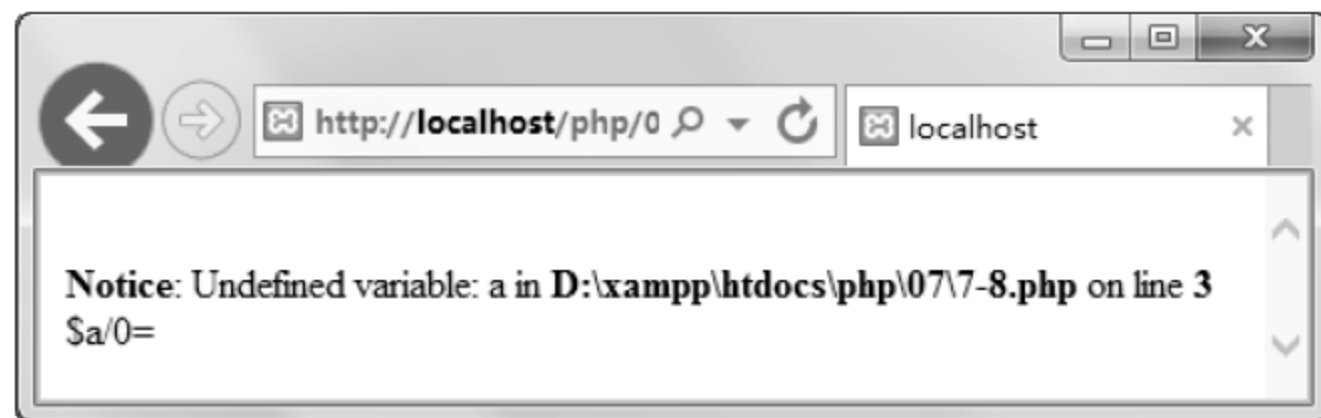 http://localhost/php/0
localhost
Notice: Undefined variable: a in D:\xampp\htdocs\php\07\7-8.php on line 3
$a/0=